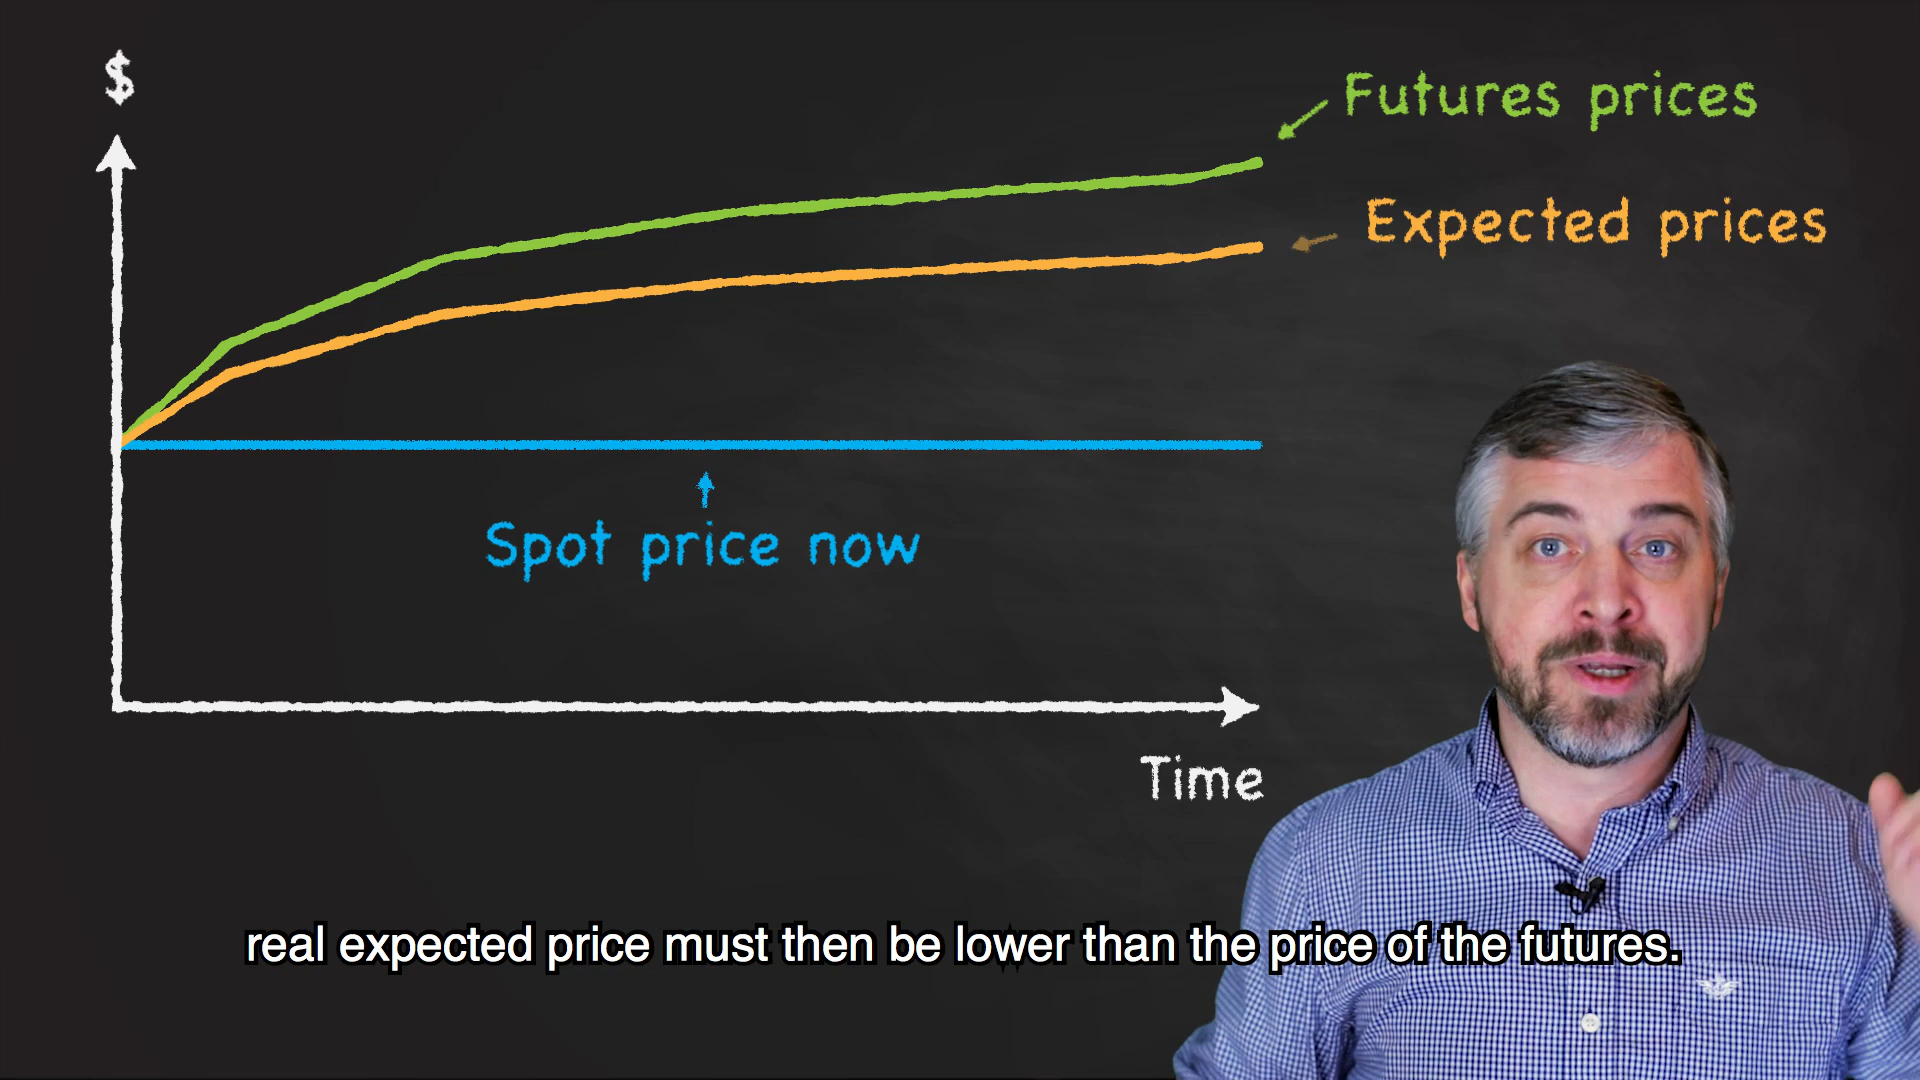 $
Futures prices
Expected prices
Spot price now
Time
real expected price must then be lower than the price of the futures.